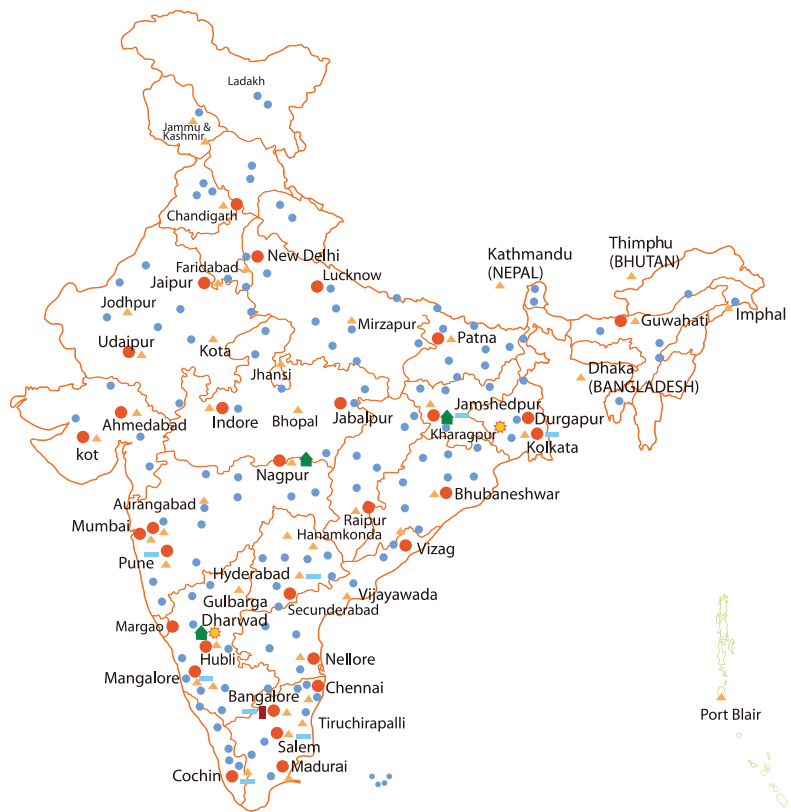 Ladakh
Jammu &
Kashmir
Chandigarh
New Delhi
Faridabad
Jaipur
Lucknow
Kathmandu
(NEPAL)
Thimphu
(BHUTAN)
Jodhpur
Mirzapur
Guwahati
Imphal
Udaipur
Kota
Patna
Jhansi
Dhaka
(BANGLADESH)
Ahmedabad
Indore
Bhopal
Jabalpur
Jamshedpur
Durgapur
Kharagpur
Kolkata
kot
Nagpur
Aurangabad
Bhubaneshwar
Mumbai
Raipur
Hanamkonda
Vizag
Pune
Hyderabad
Gulbarga
Secunderabad
Vijayawada
Margao
Dharwad
Hubli
Nellore
Mangalore
Bangalore
Chennai
Tiruchirapalli
Port Blair
Salem
Cochin
Madurai